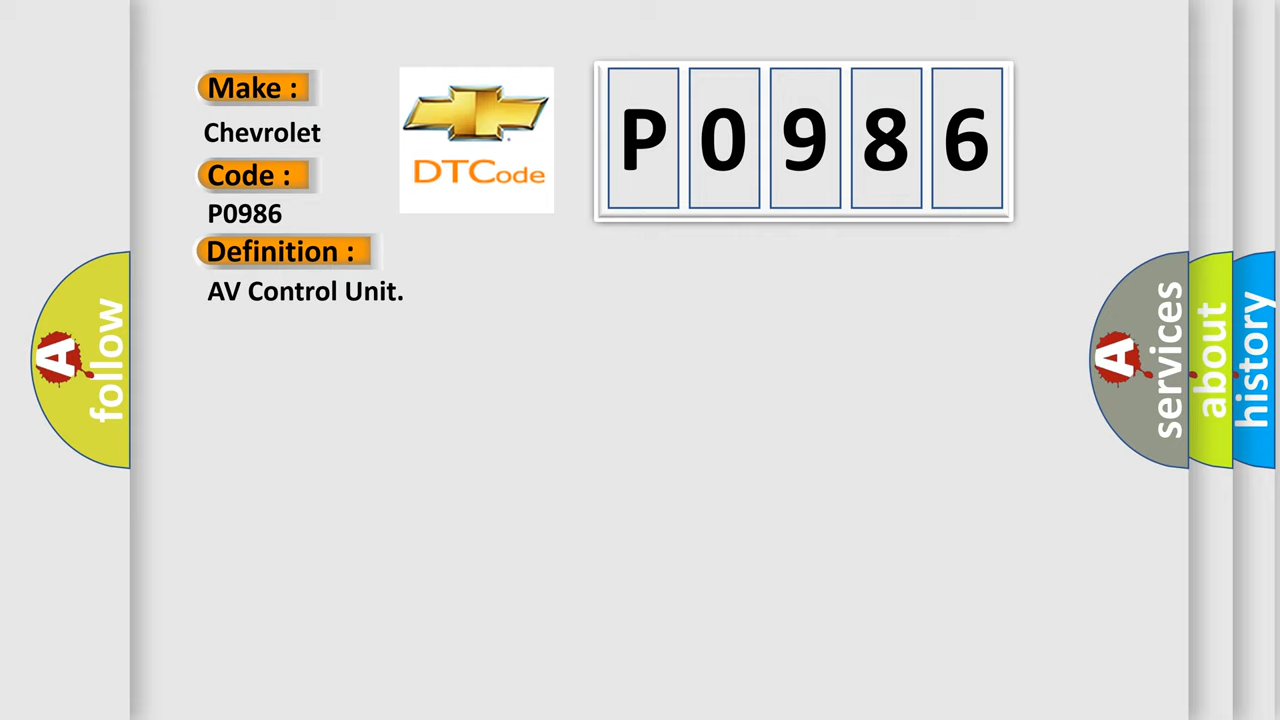 Make :
Chevrolet
Code :
P0986
Definition :
AV Control Unit.
DTCode
P0986
A
follow
A
services
about
history